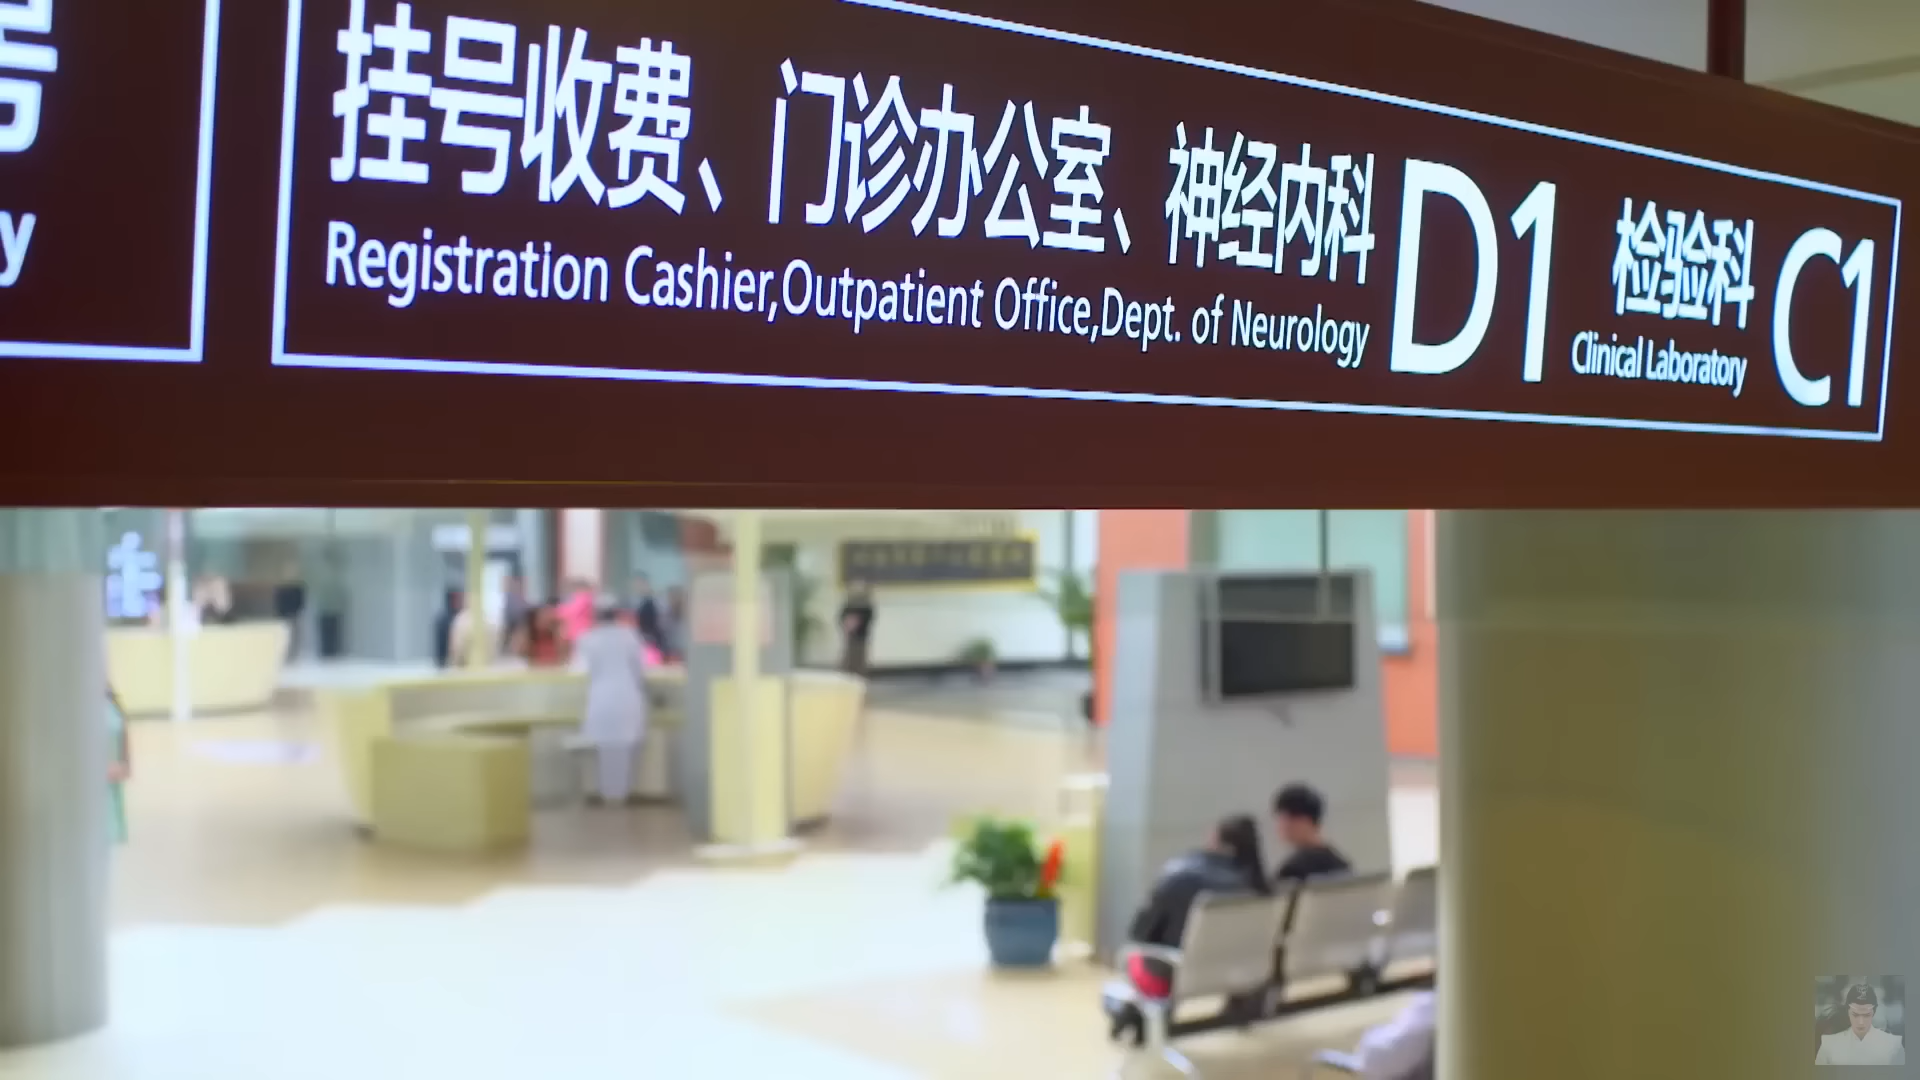 号
y
挂号收费、门诊办公室、神经内科
Registration Cashier,Outpatient Office,Dept. of Neurology
D1
检验科
Clinical Laboratory
C1